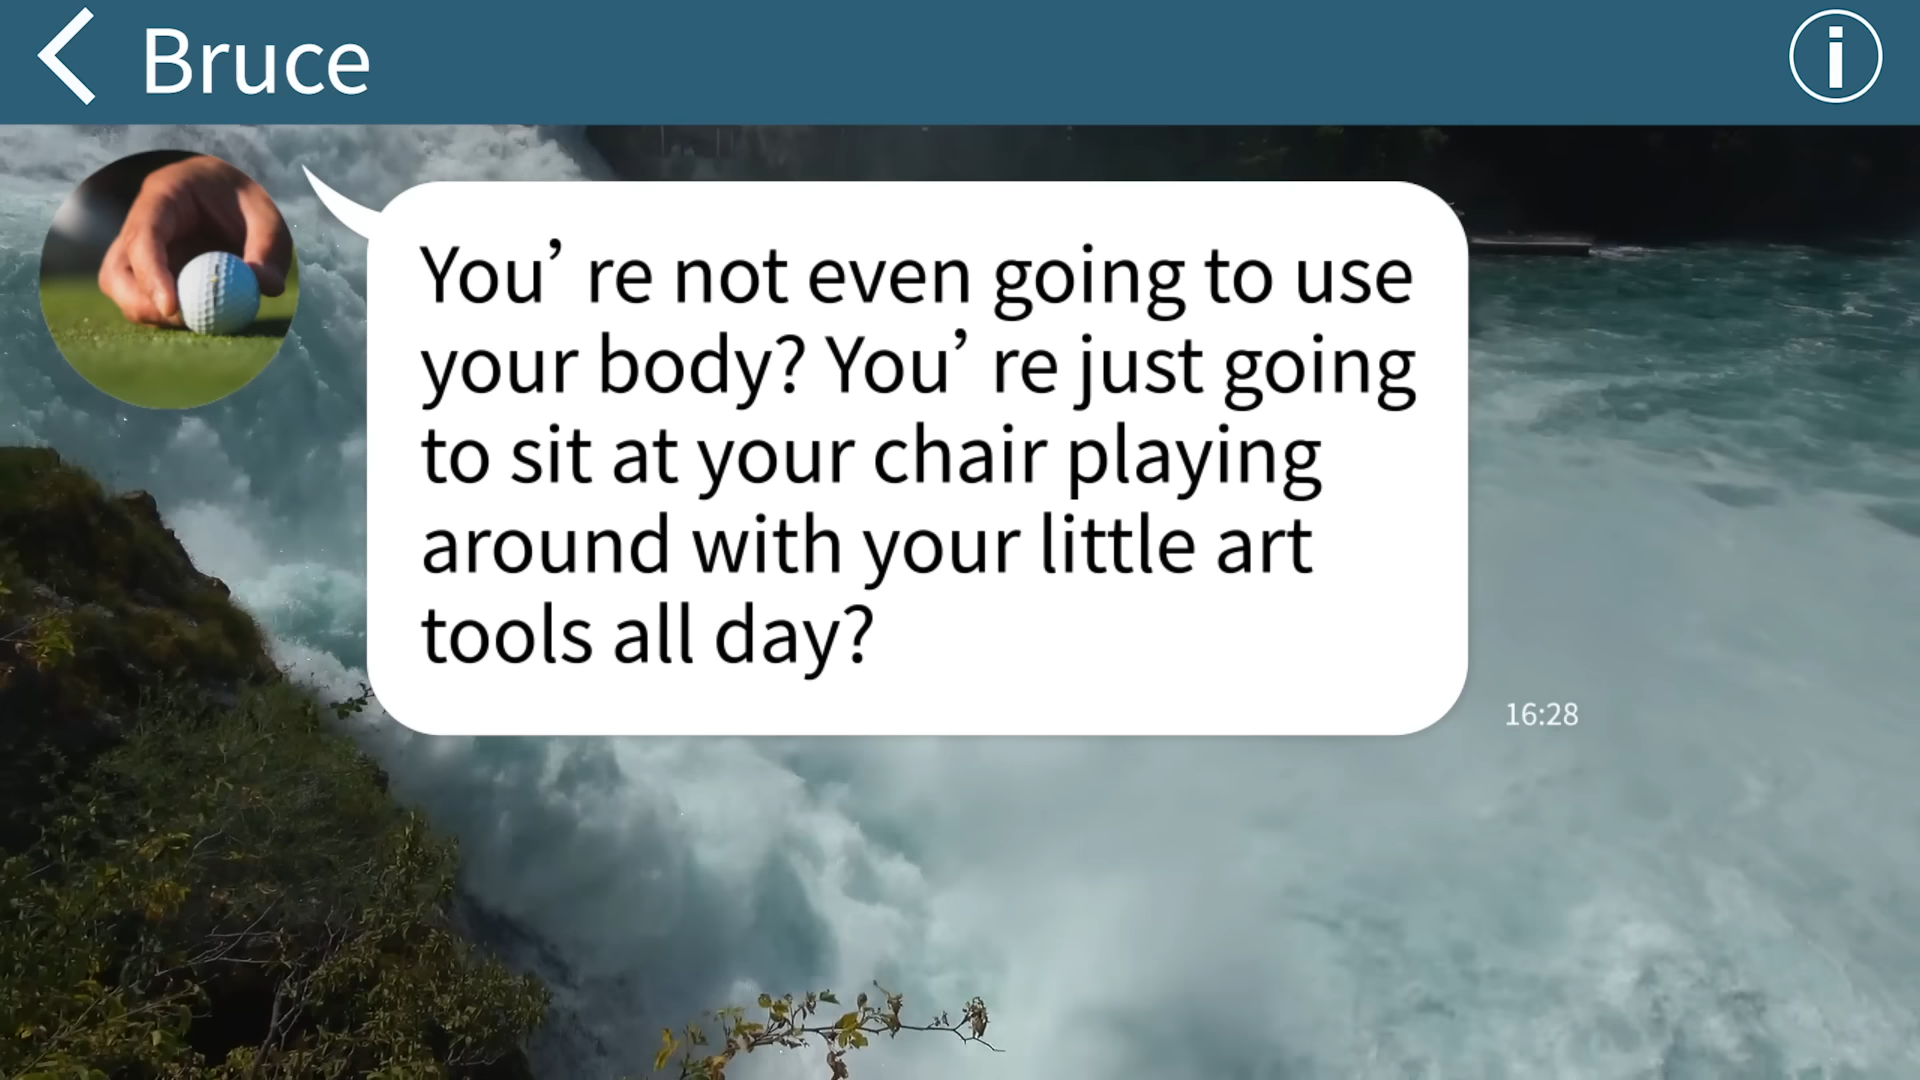 Bruce
You’ re not even going to use
your body? You’ re just going
to sit at your chair playing
around with your little art
tools all day?
16:28